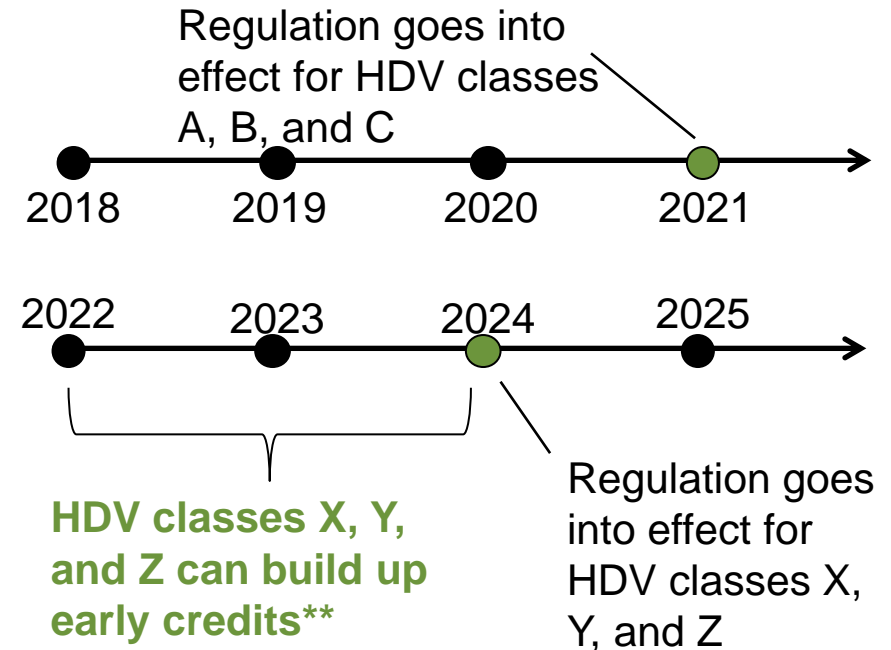 Regulation goes into
effect for HDV classes
A, B, and C
2018 2019 2020 2021
2022 2023 2024 2025
HDV classes X, Y,
and Z can build up
early credits**
Regulation goes
into effect for
HDV classes X,
Y, and Z